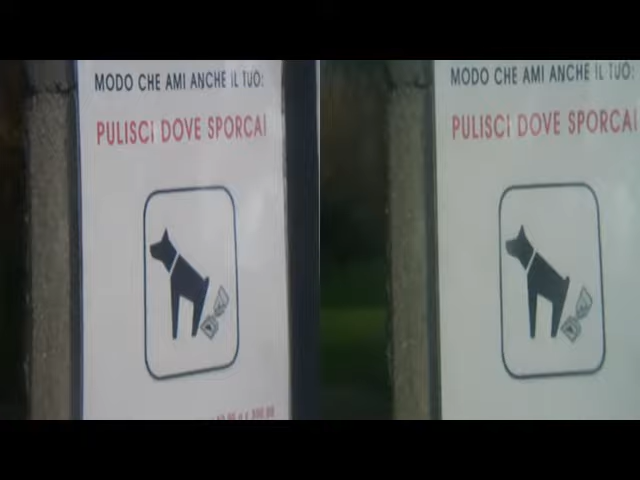 MODO CHE AMI ANCHE IL TUO:
PULISCI DOVE SPORCAI
MODO CHE AMI ANCHE IL TUO:
PULISCI DOVE SPORCAI